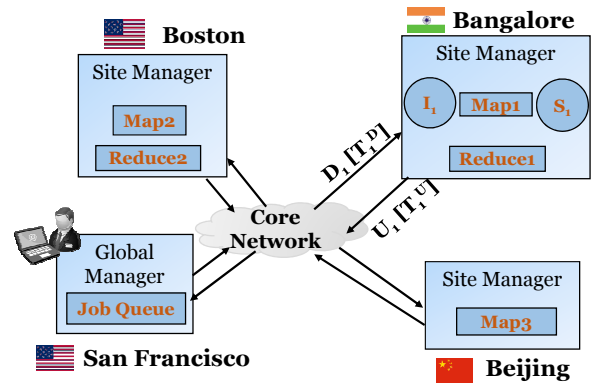 Boston
Site Manager
Map2
Reduce2
Bangalore
Site Manager
I₁
Map1
S₁
Reduce1
D₁ [T₁ᴰ]
U₁ [T₁ᵁ]
Core
Network
Global
Manager
Job Queue
San Francisco
Site Manager
Map3
Beijing